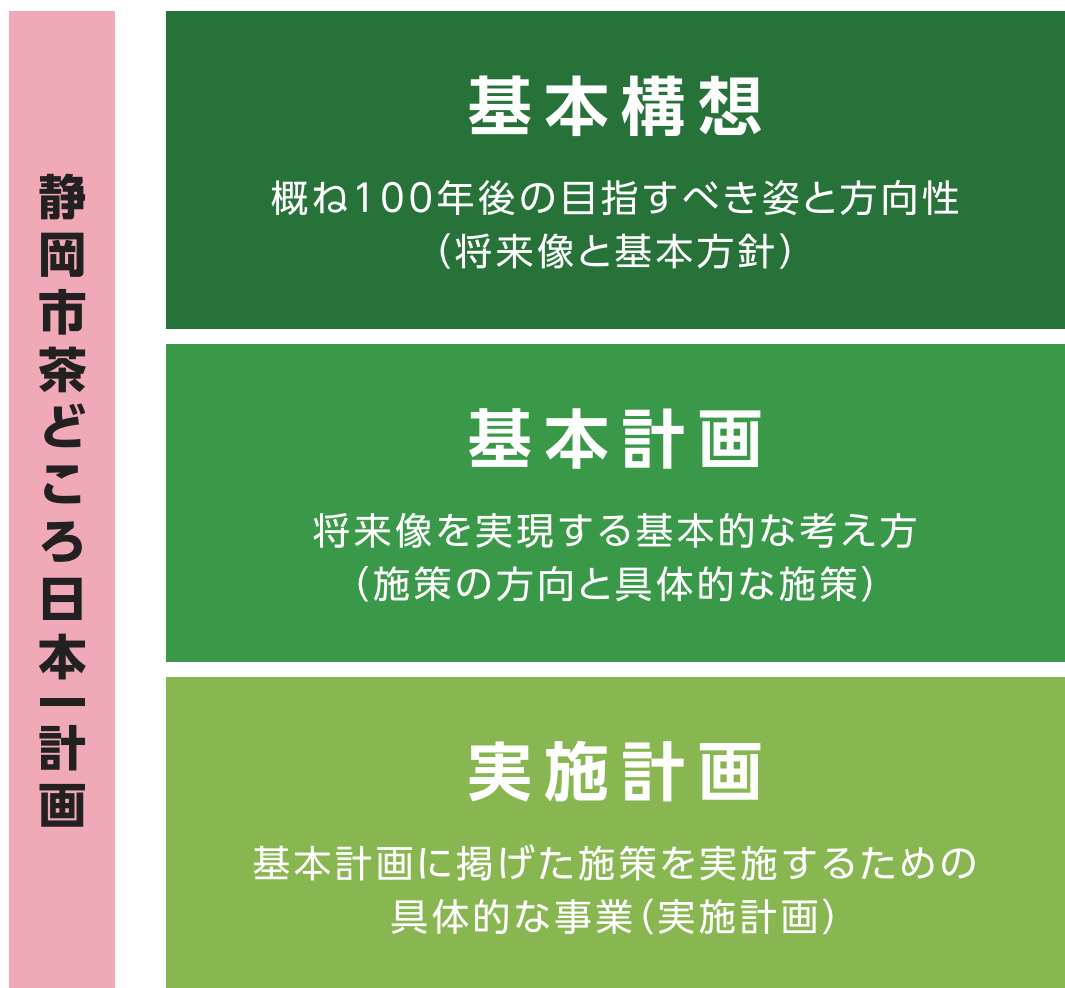 静岡市茶どころ日本一計画
基本構想
概ね100年後の目指すべき姿と方向性
（将来像と基本方針）
基本計画
将来像を実現する基本的な考え方
（施策の方向と具体的な施策）
実施計画
基本計画に掲げた施策を実施するための
具体的な事業（実施計画）